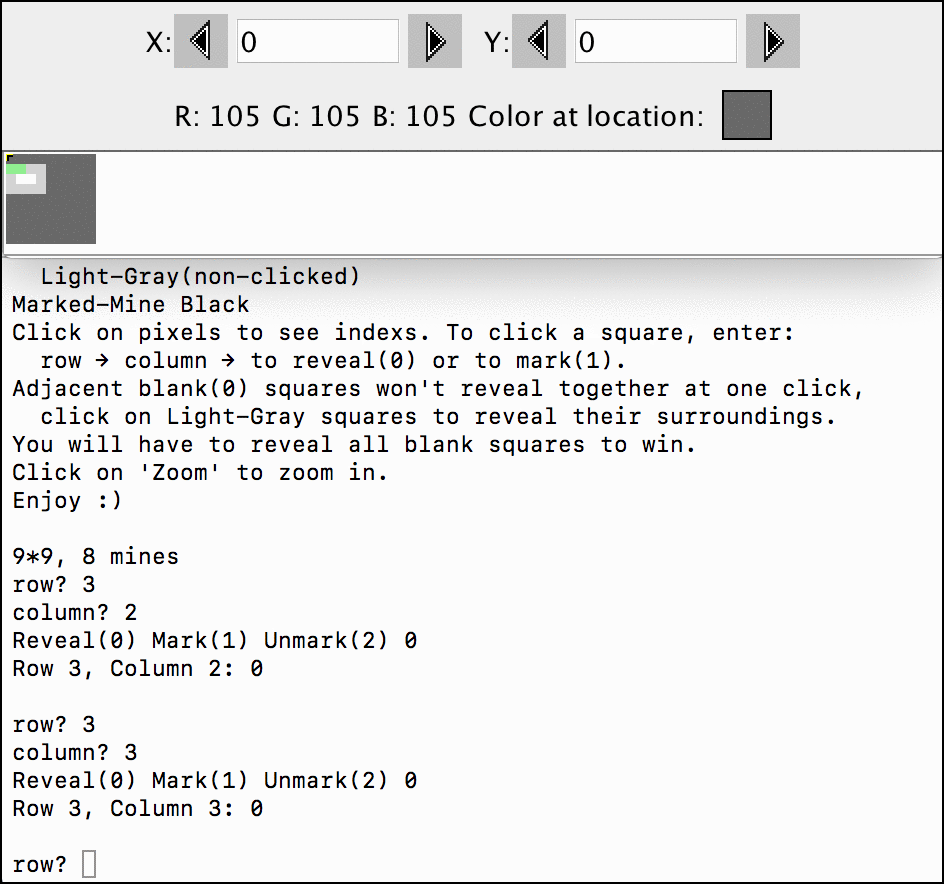 X: 0 Y: 0
R: 105 G: 105 B: 105 Color at location:
Light-Gray(non-clicked)
Marked-Mine Black
Click on pixels to see indexs. To click a square, enter:
row → column → to reveal(0) or to mark(1).
Adjacent blank(0) squares won't reveal together at one click,
click on Light-Gray squares to reveal their surroundings.
You will have to reveal all blank squares to win.
Click on 'Zoom' to zoom in.
Enjoy :)
9*9, 8 mines
row? 3
column? 2
Reveal(0) Mark(1) Unmark(2) 0
Row 3, Column 2: 0
row? 3
column? 3
Reveal(0) Mark(1) Unmark(2) 0
Row 3, Column 3: 0
row?